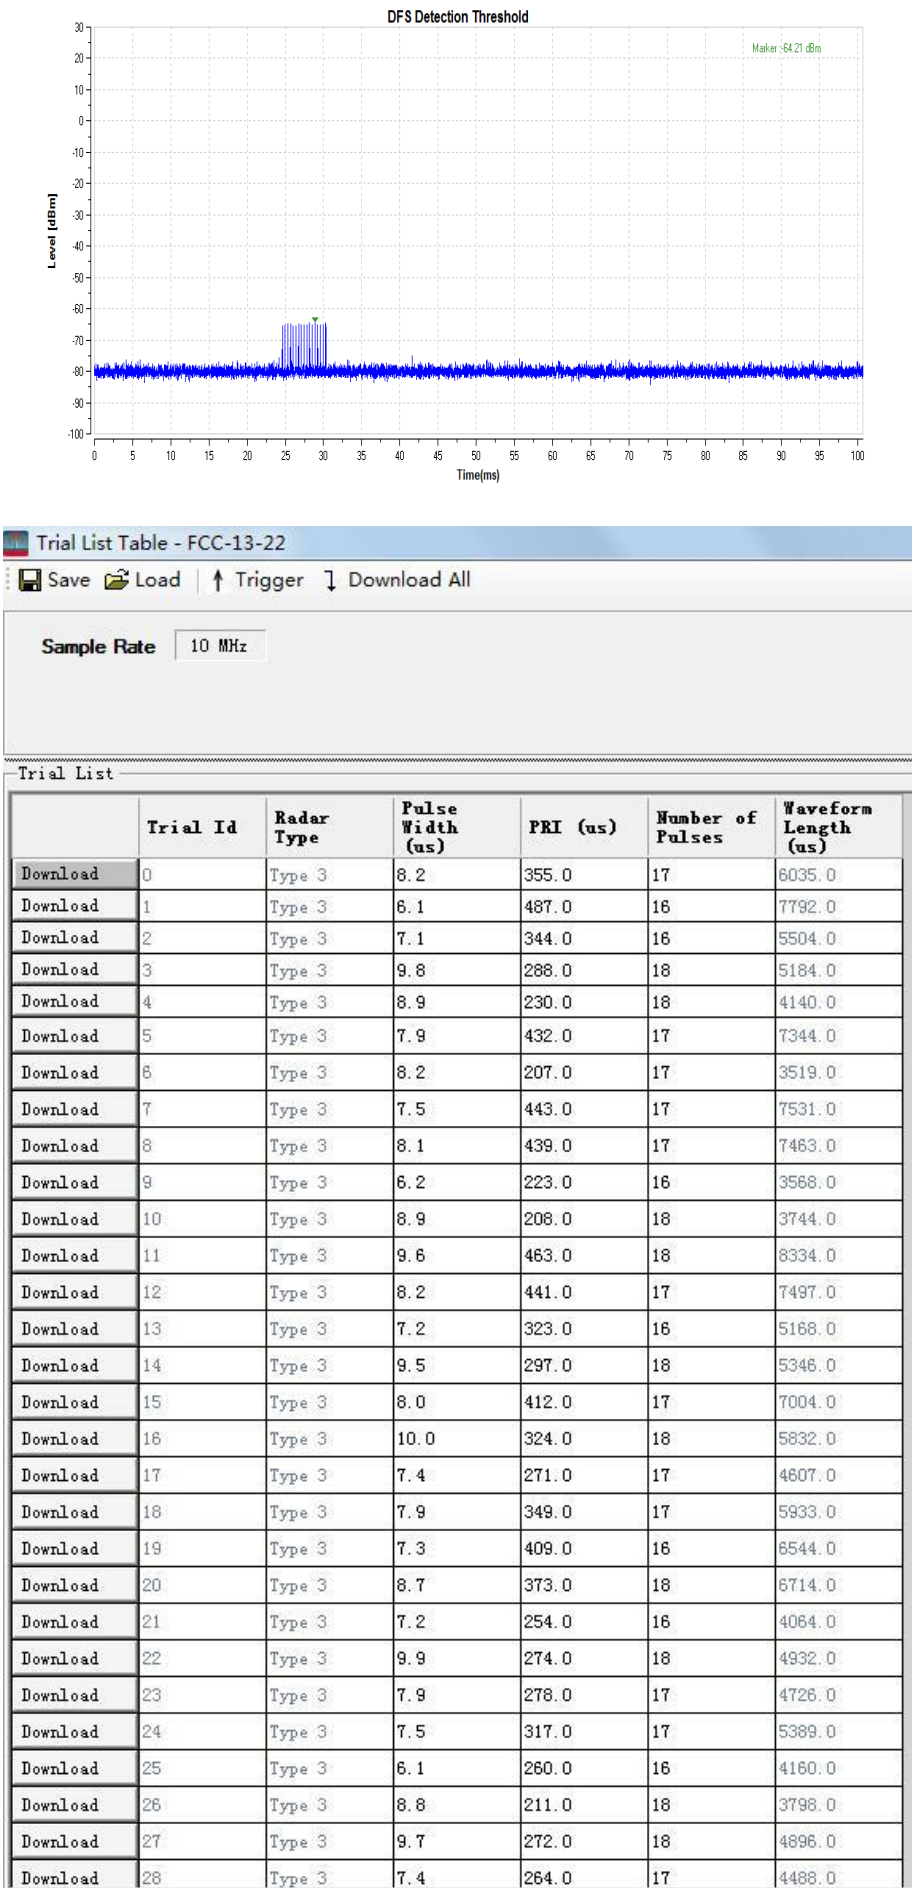 DFS Detection Threshold
Marker:-64.21 dBm
30
20
10
0
-10
-20
-30
-40
-50
-60
-70
-80
-90
-100
Level [dBm]
0 5 10 15 20 25 30 35 40 45 50 55 60 65 70 75 80 85 90 95 100
Time(ms)
Trial List Table - FCC-13-22
Save Load Trigger Download All
Sample Rate 10 MHz
Trial List
Trial Id Radar Type Pulse Width (us) PRI (us) Number of Pulses Waveform Length (us)
Download 0 Type 3 8.2 355.0 17 6035.0
Download 1 Type 3 6.1 487.0 16 7792.0
Download 2 Type 3 7.1 344.0 16 5504.0
Download 3 Type 3 9.8 288.0 18 5184.0
Download 4 Type 3 8.9 230.0 18 4140.0
Download 5 Type 3 7.9 432.0 17 7344.0
Download 6 Type 3 8.2 207.0 17 3519.0
Download 7 Type 3 7.5 443.0 17 7531.0
Download 8 Type 3 8.1 439.0 17 7463.0
Download 9 Type 3 6.2 223.0 16 3568.0
Download 10 Type 3 8.9 208.0 18 3744.0
Download 11 Type 3 9.6 463.0 18 8334.0
Download 12 Type 3 8.2 441.0 17 7497.0
Download 13 Type 3 7.2 323.0 16 5168.0
Download 14 Type 3 9.5 297.0 18 5346.0
Download 15 Type 3 8.0 412.0 17 7004.0
Download 16 Type 3 10.0 324.0 18 5832.0
Download 17 Type 3 7.4 271.0 17 4607.0
Download 18 Type 3 7.9 349.0 17 5933.0
Download 19 Type 3 7.3 409.0 16 6544.0
Download 20 Type 3 8.7 373.0 18 6714.0
Download 21 Type 3 7.2 254.0 16 4064.0
Download 22 Type 3 9.9 274.0 18 4932.0
Download 23 Type 3 7.9 278.0 17 4726.0
Download 24 Type 3 7.5 317.0 17 5389.0
Download 25 Type 3 6.1 260.0 16 4160.0
Download 26 Type 3 8.8 211.0 18 3798.0
Download 27 Type 3 9.7 272.0 18 4896.0
Download 28 Type 3 7.4 264.0 17 4488.0